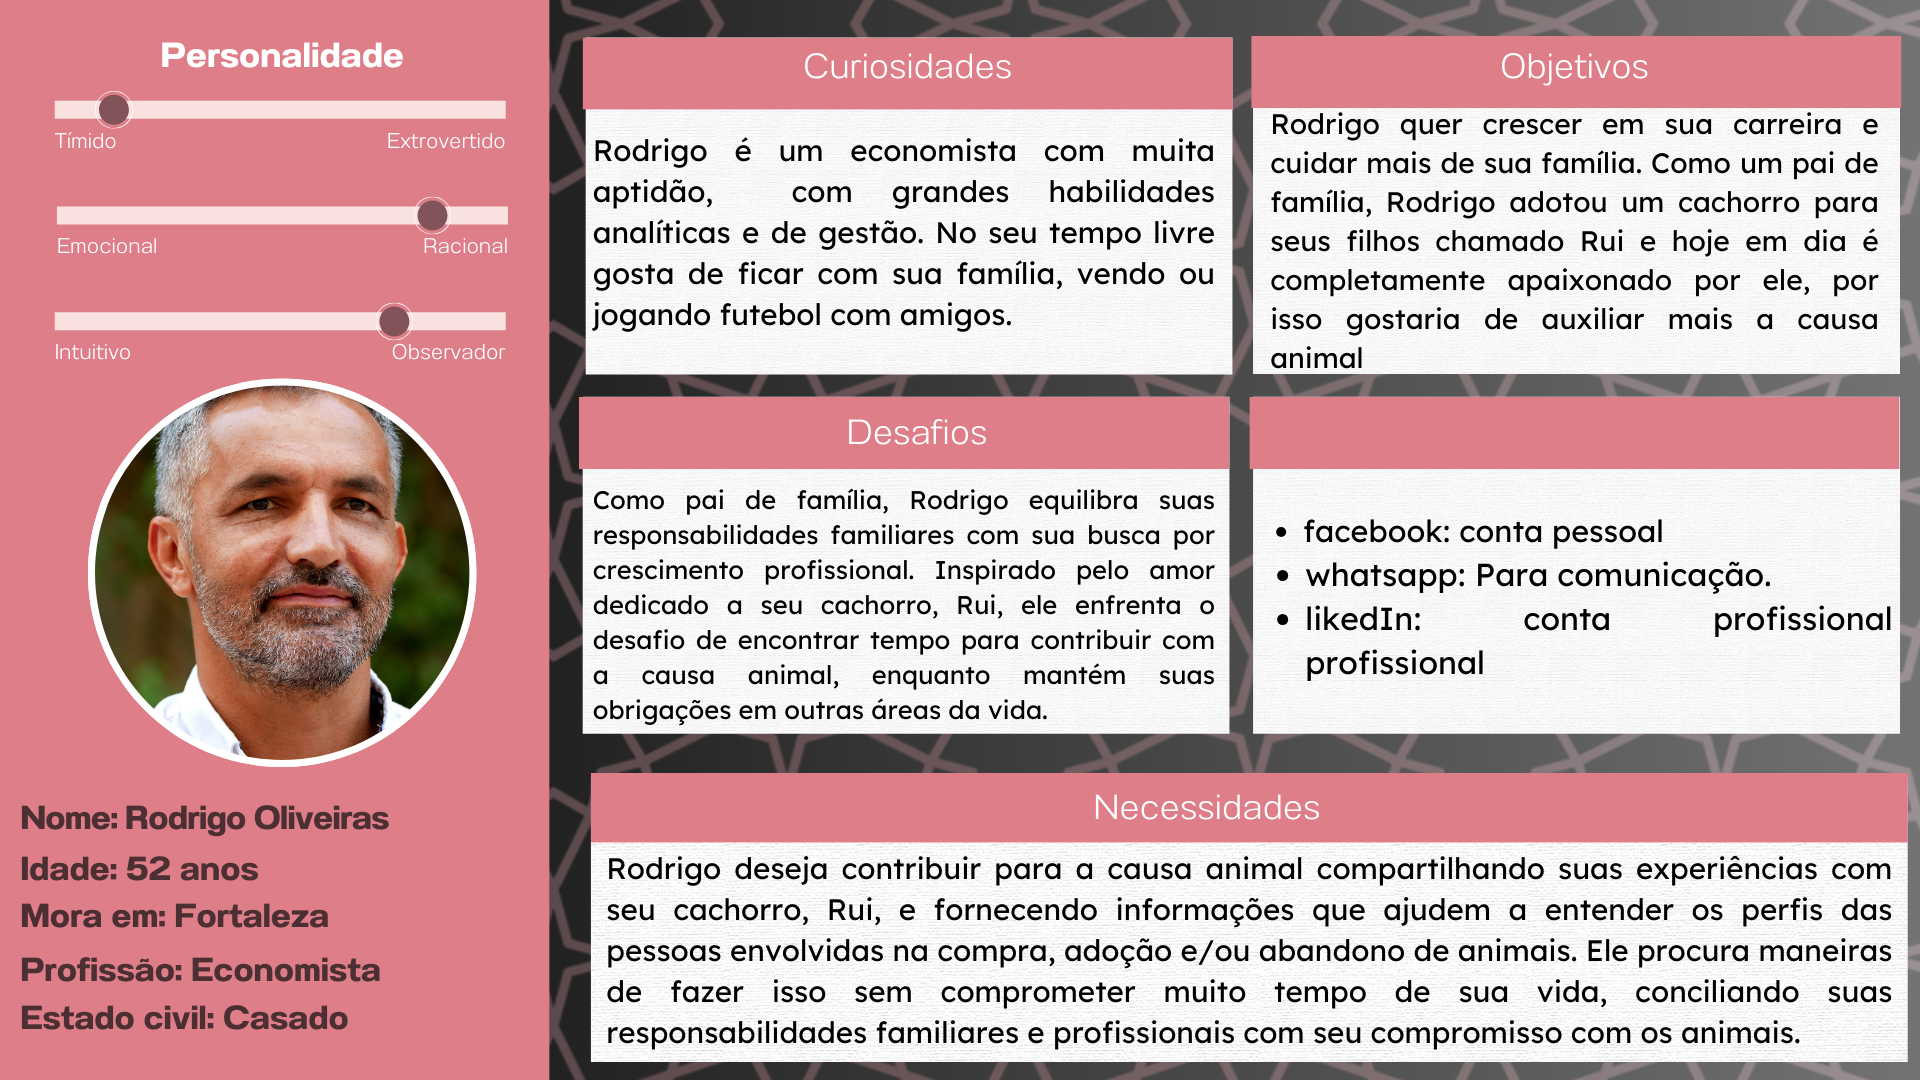 Personalidade
Tímido
Extrovertido
Emocional
Racional
Intuitivo
Observador
Nome: Rodrigo Oliveiras
Idade: 52 anos
Mora em: Fortaleza
Profissão: Economista
Estado civil: Casado
Curiosidades
Rodrigo é um economista com muita
aptidão, com grandes habilidades
analíticas e de gestão. No seu tempo livre
gosta de ficar com sua família, vendo ou
jogando futebol com amigos.
Objetivos
Rodrigo quer crescer em sua carreira e
cuidar mais de sua família. Como um pai de
família, Rodrigo adotou um cachorro para
seus filhos chamado Rui e hoje em dia é
completamente apaixonado por ele, por
isso gostaria de auxiliar mais a causa
animal
Desafios
Como pai de família, Rodrigo equilibra suas
responsabilidades familiares com sua busca por
crescimento profissional. Inspirado pelo amor
dedicado a seu cachorro, Rui, ele enfrenta o
desafio de encontrar tempo para contribuir com
a causa animal, enquanto mantém suas
obrigações em outras áreas da vida.
• facebook: conta pessoal
• whatsapp: Para comunicação.
• likedIn: conta profissional
profissional
Necessidades
Rodrigo deseja contribuir para a causa animal compartilhando suas experiências com
seu cachorro, Rui, e fornecendo informações que ajudem a entender os perfis das
pessoas envolvidas na compra, adoção e/ou abandono de animais. Ele procura maneiras
de fazer isso sem comprometer muito tempo de sua vida, conciliando suas
responsabilidades familiares e profissionais com seu compromisso com os animais.